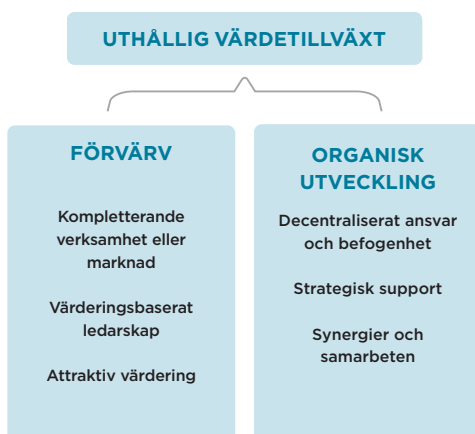 UTHÅLLIG VÄRDETILLVÄXT
FÖRVÄRV
Kompletterande
verksamhet eller
marknad
Värderingsbaserat
ledarskap
Attraktiv värdering
ORGANISK
UTVECKLING
Decentraliserat ansvar
och befogenhet
Strategisk support
Synergier och
samarbeten